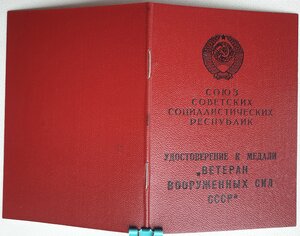 СОЮЗ
СОВЕТСКИХ
СОЦИАЛИСТИЧЕСКИХ
РЕСПУБЛИК
УДОСТОВЕРЕНИЕ К МЕДАЛИ
„ВЕТЕРАН
ВООРУЖЕННЫХ СИЛ
СССР“